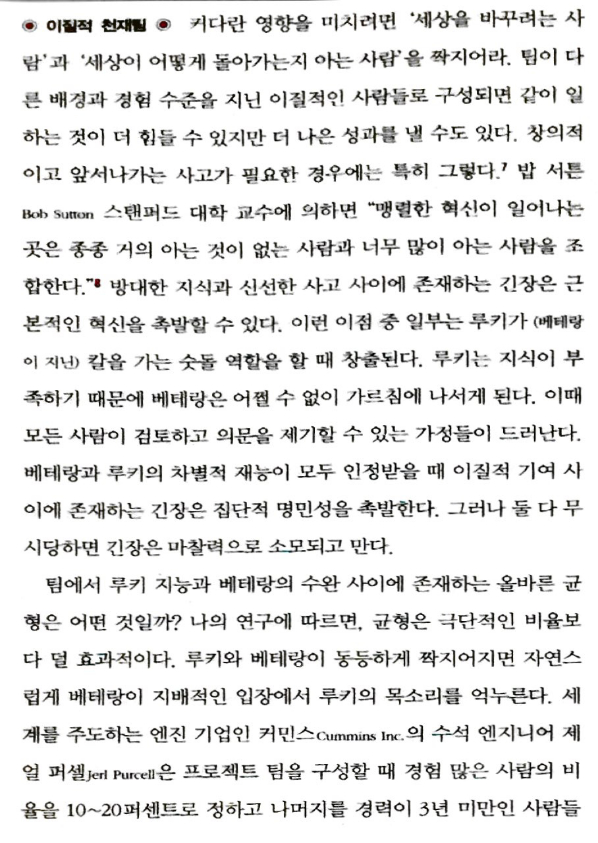 ◉ 이질적 천재팀 ◉ 커다란 영향을 미치려면 ‘세상을 바꾸려는 사
람’과 ‘세상이 어떻게 돌아가는지 아는 사람’을 짝지어라. 팀이 다
른 배경과 경험 수준을 지닌 이질적인 사람들로 구성되면 같이 일
하는 것이 더 힘들 수 있지만 더 나은 성과를 낼 수도 있다. 창의적
이고 앞서나가는 사고가 필요한 경우에는 특히 그렇다.⁷ 밥 서튼
Bob Sutton 스탠퍼드 대학 교수에 의하면 “맹렬한 혁신이 일어나는
곳은 종종 거의 아는 것이 없는 사람과 너무 많이 아는 사람을 조
합한다.”⁸ 방대한 지식과 신선한 사고 사이에 존재하는 긴장은 근
본적인 혁신을 촉발할 수 있다. 이런 이점 중 일부는 루키가 (베테랑
이 지닌) 칼을 가는 숫돌 역할을 할 때 창출된다. 루키는 지식이 부
족하기 때문에 베테랑은 어쩔 수 없이 가르침에 나서게 된다. 이때
모든 사람이 검토하고 의문을 제기할 수 있는 가정들이 드러난다.
베테랑과 루키의 차별적 재능이 모두 인정받을 때 이질적 기여 사
이에 존재하는 긴장은 집단적 명민성을 촉발한다. 그러나 둘 다 무
시당하면 긴장은 마찰력으로 소모되고 만다.
팀에서 루키 지능과 베테랑의 수완 사이에 존재하는 올바른 균
형은 어떤 것일까? 나의 연구에 따르면, 균형은 극단적인 비율보
다 덜 효과적이다. 루키와 베테랑이 동등하게 짝지어지면 자연스
럽게 베테랑이 지배적인 입장에서 루키의 목소리를 억누른다. 세
계를 주도하는 엔진 기업인 커민스Cummins Inc.의 수석 엔지니어 제
얼 퍼셀Jerl Purcell은 프로젝트 팀을 구성할 때 경험 많은 사람의 비
율을 10~20퍼센트로 정하고 나머지를 경력이 3년 미만인 사람들